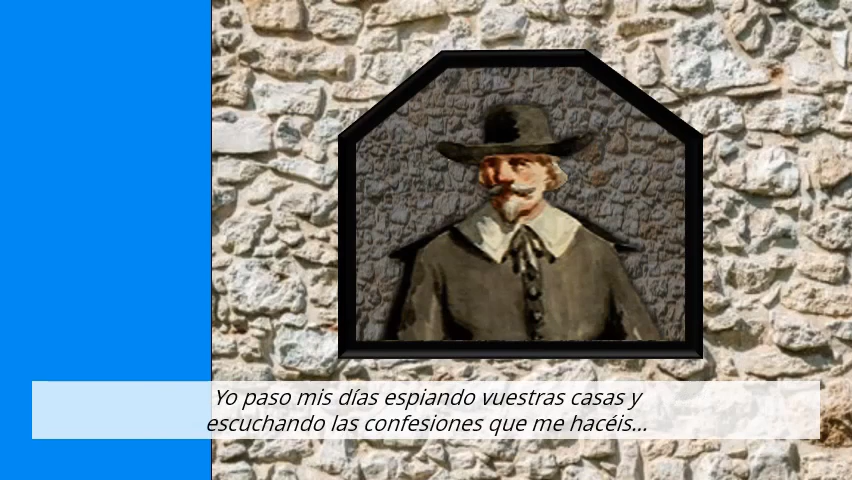 Yo paso mis días espiando vuestras casas y
escuchando las confesiones que me hacéis...